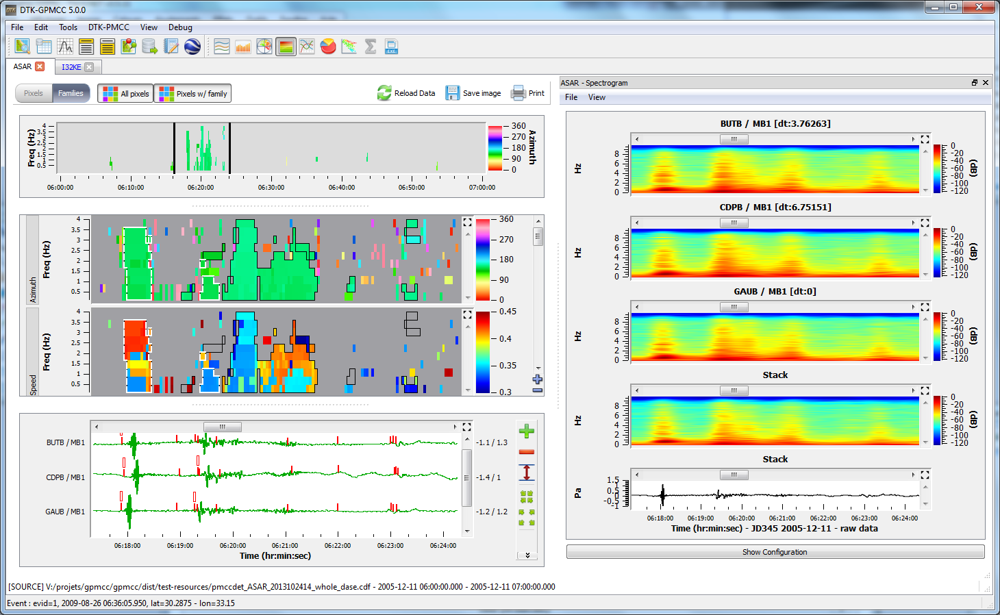 DTK DTK-GPMCC 5.0.0
File Edit Tools DTK-PMCC View Debug
EXE
ASAR I32KE
Pixels Families All pixels Pixels w/ family Reload Data Save image Print
Freq (Hz)
4
3.5
3
2.5
2
1.5
1
0.5
06:00:00 06:10:00 06:20:00 06:30:00 06:40:00 06:50:00 07:00:00
360
270
180
90
0
Azimuth
Azimuth
Freq (Hz)
4
3.5
3
2.5
2
1.5
1
0.5
360
270
180
90
0
Speed
Freq (Hz)
4
3.5
3
2.5
2
1.5
1
0.5
0.45
0.4
0.35
0.3
BUTB / MB1 -1.1 / 1.3
CDPB / MB1 -1.4 / 1
GAUB / MB1 -1.2 / 1.2
06:18:00 06:19:00 06:20:00 06:21:00 06:22:00 06:23:00 06:24:00
Time (hr:min:sec)
ASAR - Spectrogram
File View
BUTB / MB1 [dt:3.76263]
Hz
8
6
4
2
0
0
-20
-40
-60
-80
-100
-120
(dB)
CDPB / MB1 [dt:6.75151]
Hz
8
6
4
2
0
0
-20
-40
-60
-80
-100
-120
(dB)
GAUB / MB1 [dt:0]
Hz
8
6
4
2
0
0
-20
-40
-60
-80
-100
-120
(dB)
Stack
Hz
8
6
4
2
0
0
-20
-40
-60
-80
-100
-120
(dB)
Stack
Pa
1.5
0.5
0
-0.5
-1
06:18:00 06:19:00 06:20:00 06:21:00 06:22:00 06:23:00 06:24:00
Time (hr:min:sec) - JD345 2005-12-11 - raw data
Show Configuration
[SOURCE] V:/projets/gpmcc/gpmcc/dist/test-resources/pmccdet_ASAR_2013102414_whole_dase.cdf - 2005-12-11 06:00:00.000 - 2005-12-11 07:00:00.000
Event : evid=1, 2009-08-26 06:36:05.950, lat=30.2875 - lon=33.15